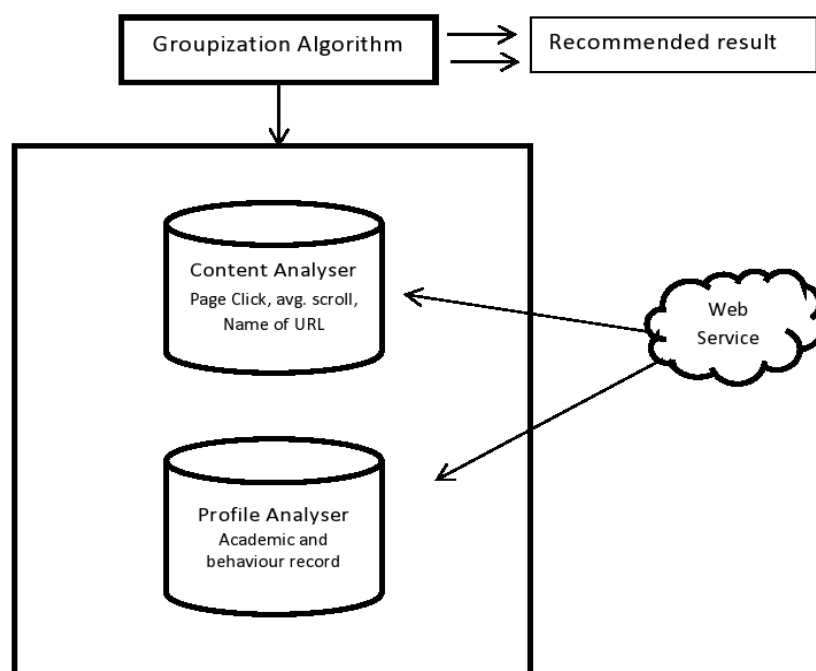 Groupization Algorithm
Recommended result
Content Analyser
Page Click, avg. scroll,
Name of URL
Web
Service
Profile Analyser
Academic and
behaviour record